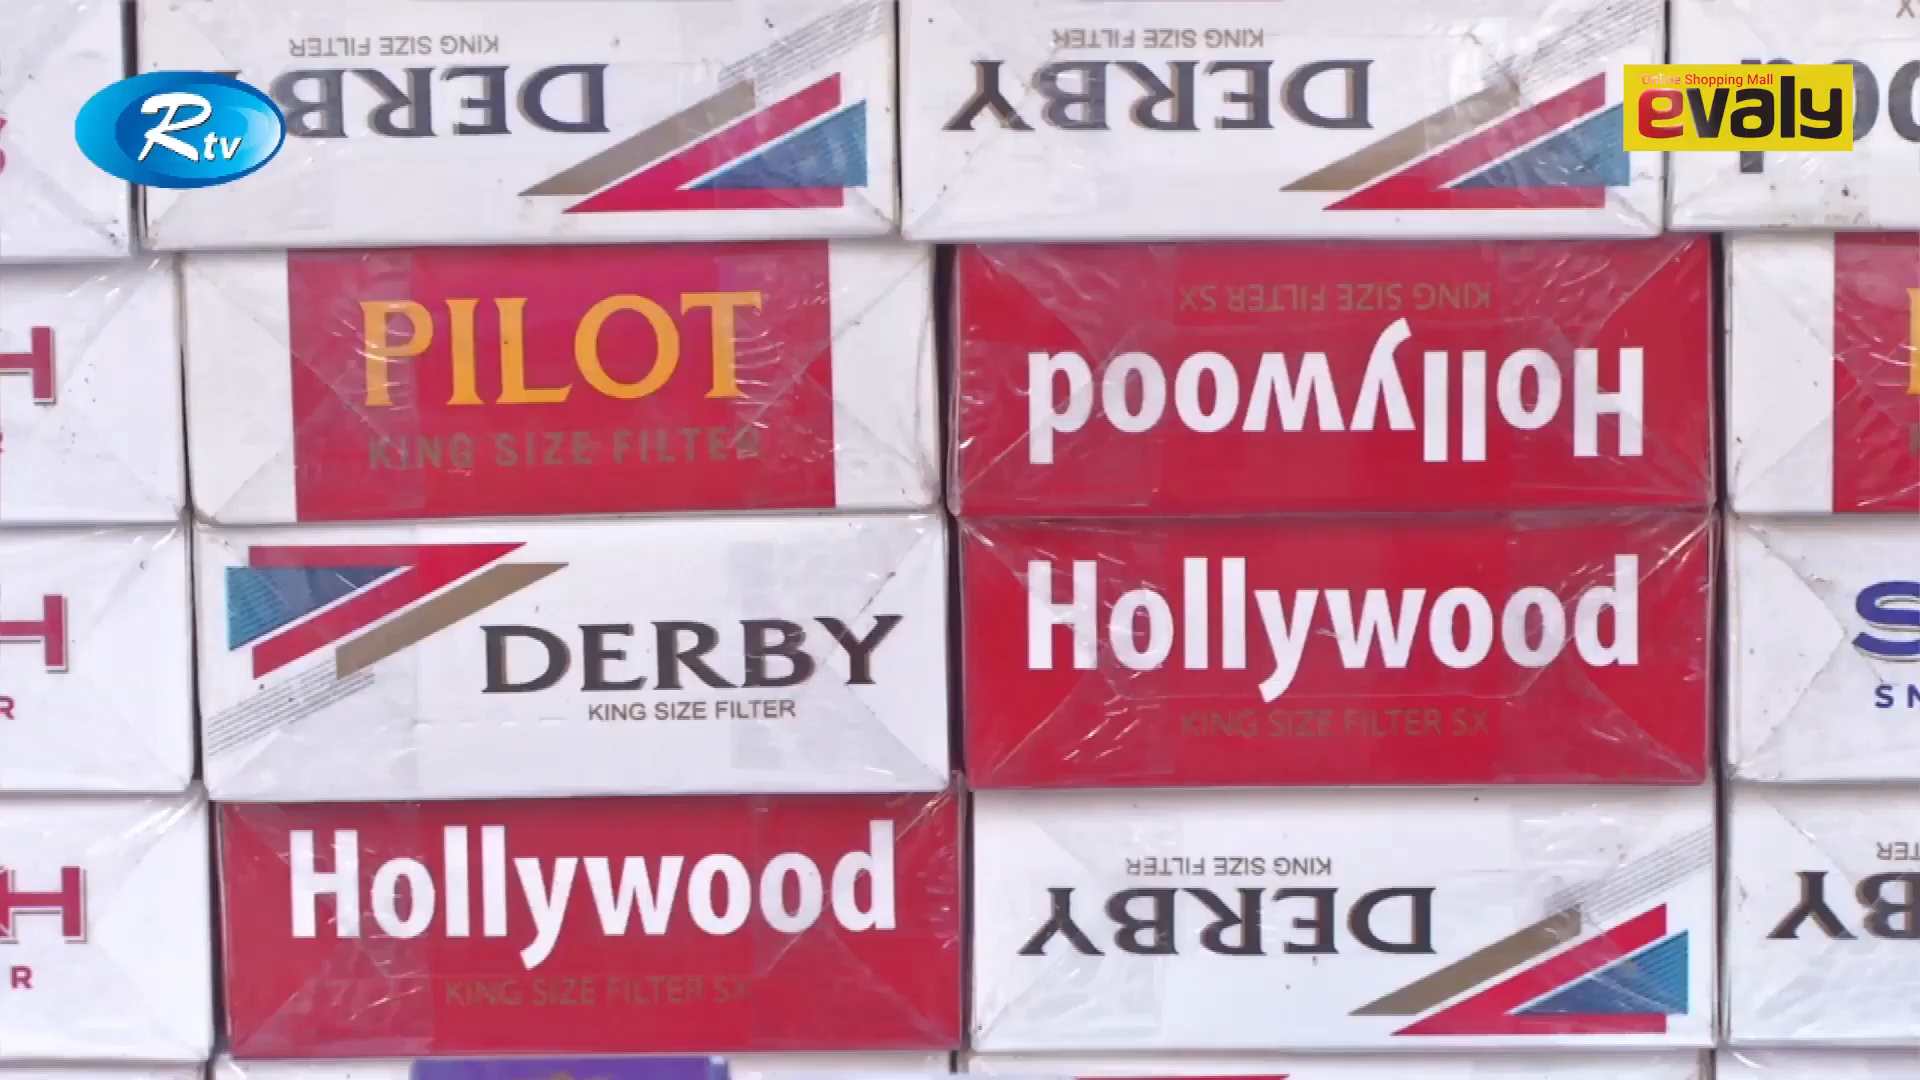 KING SIZE FILTER
DERBY
KING SIZE FILTER
DERBY
Rtv
Online Shopping Mall
evaly
PILOT
KING SIZE FILTER
KING SIZE FILTER SX
Hollywood
DERBY
KING SIZE FILTER
Hollywood
KING SIZE FILTER SX
Hollywood
KING SIZE FILTER SX
KING SIZE FILTER
DERBY
H
R